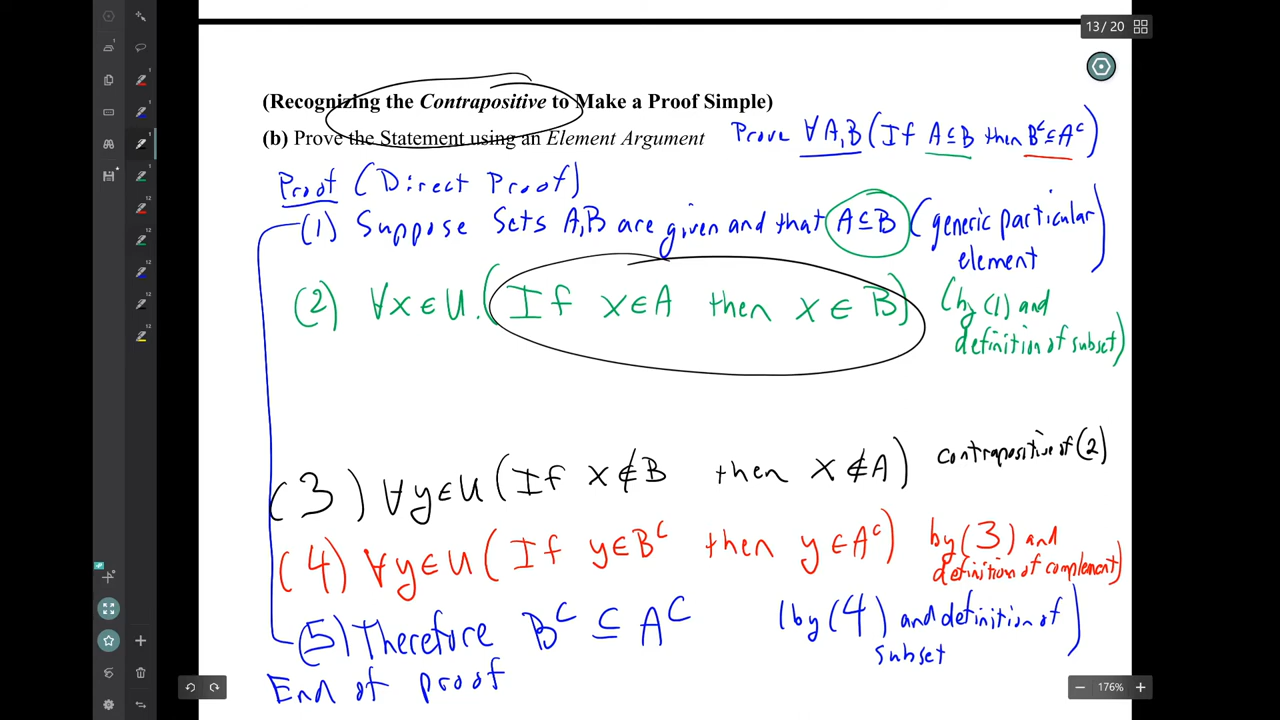 13 / 20
(Recognizing the Contrapositive to Make a Proof Simple)
(b) Prove the Statement using an Element Argument
Prove ∀A,B (If A⊆B then Bᶜ⊆Aᶜ)
Proof (Direct Proof)
(1) Suppose Sets A,B are given and that A⊆B (generic particular
element)
(2) ∀x∈U.(If x∈A then x∈B) (by (1) and
definition of subset)
(3) ∀y∈U (If x∉B then x∉A) contrapositive of (2)
(4) ∀y∈U (If y∈Bᶜ then y∈Aᶜ) by (3) and
definition of complement)
(5) Therefore Bᶜ ⊆ Aᶜ (by (4) and definition of
subset)
End of proof
176%